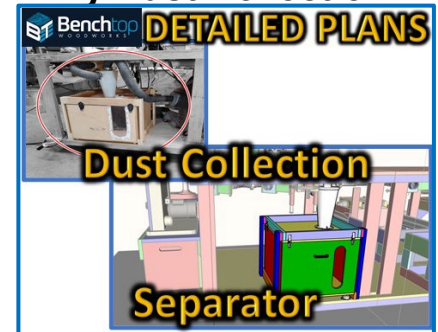 Benchtop
WOODWORKS
DETAILED PLANS
Dust Collection
Separator